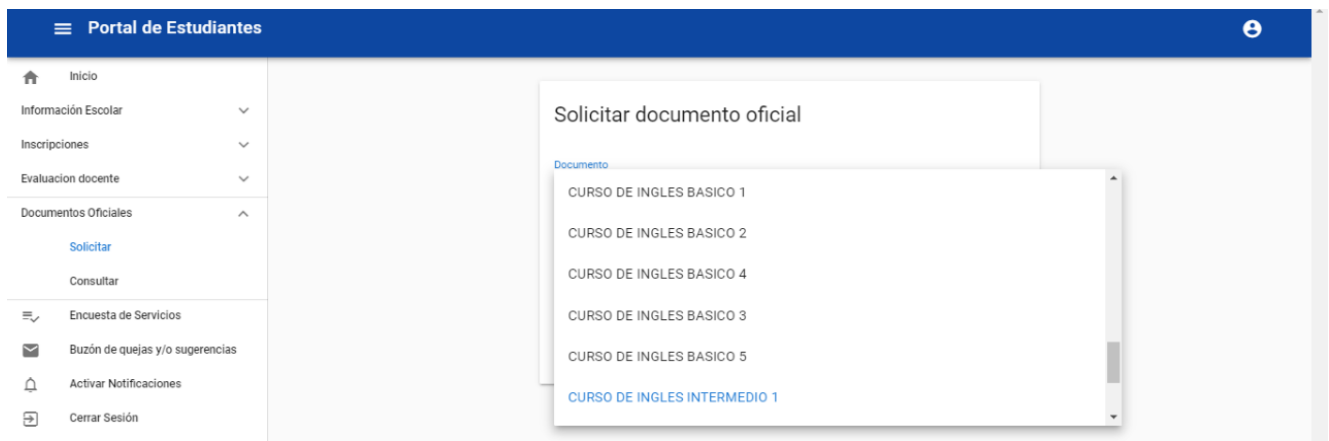 Portal de Estudiantes
Inicio
Información Escolar
Inscripciones
Evaluacion docente
Documentos Oficiales
Solicitar
Consultar
Encuesta de Servicios
Buzón de quejas y/o sugerencias
Activar Notificaciones
Cerrar Sesión
Solicitar documento oficial
Documento
CURSO DE INGLES BASICO 1
CURSO DE INGLES BASICO 2
CURSO DE INGLES BASICO 4
CURSO DE INGLES BASICO 3
CURSO DE INGLES BASICO 5
CURSO DE INGLES INTERMEDIO 1